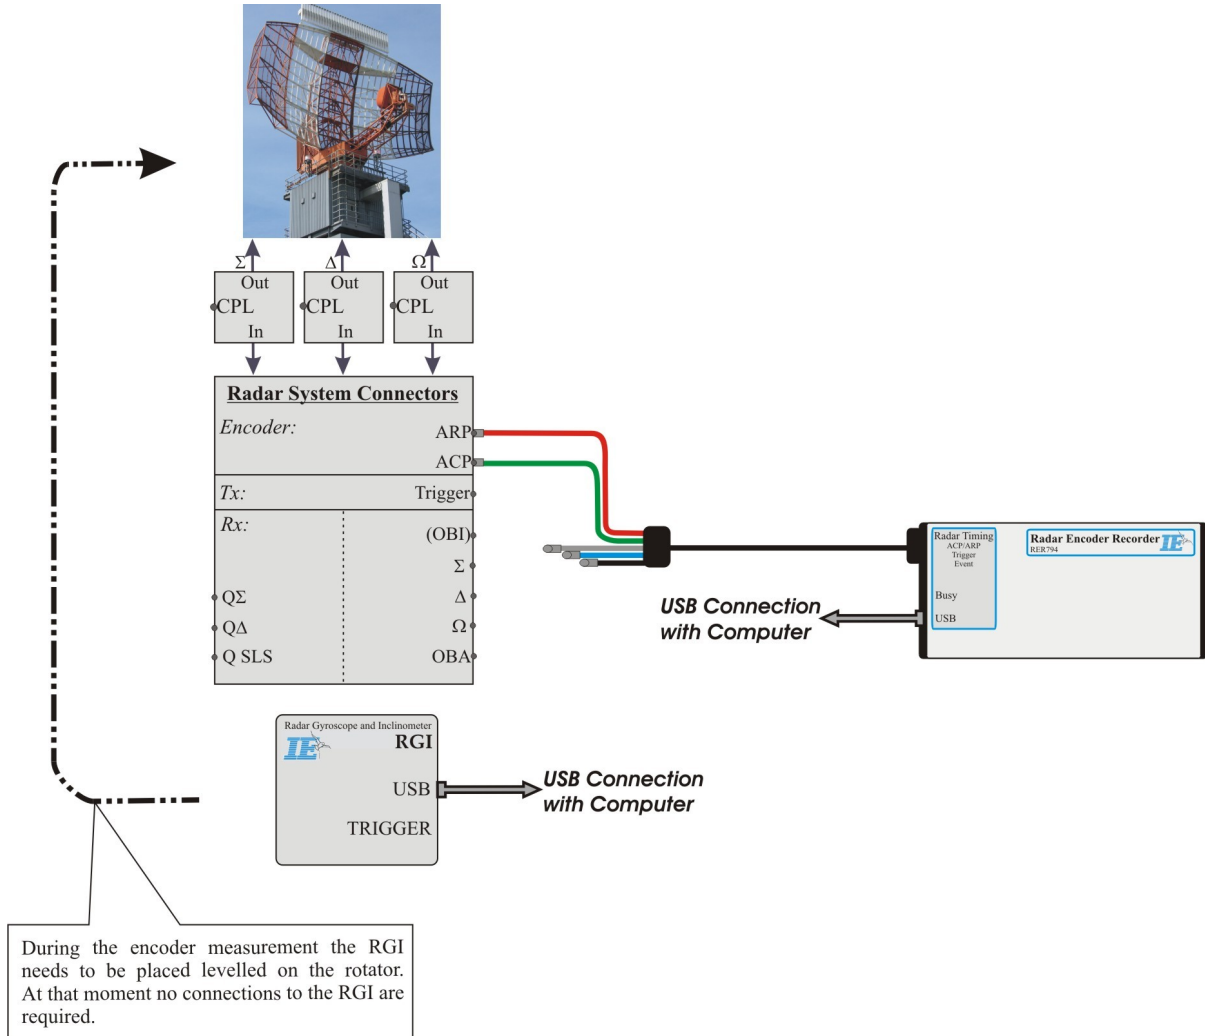 Σ Δ Ω
Out Out Out
CPL CPL CPL
In In In
Radar System Connectors
Encoder:
ARP
ACP
Tx: Trigger
Rx:
(OBI)
Σ
QΣ Δ
QΔ Ω
Q SLS OBA
Radar Timing
ACP/ARP
Trigger
Event
Busy
USB
Radar Encoder Recorder
RER794
IE
USB Connection
with Computer
Radar Gyroscope and Inclinometer
IE
RGI
USB
TRIGGER
USB Connection
with Computer
During the encoder measurement the RGI
needs to be placed levelled on the rotator.
At that moment no connections to the RGI are
required.